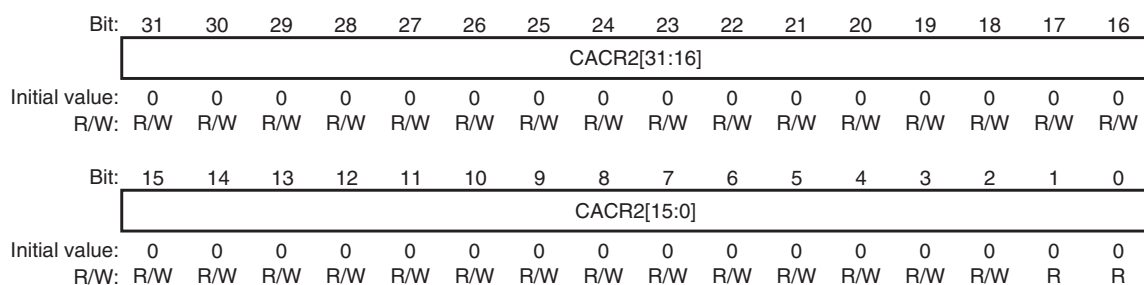 Bit: 31 30 29 28 27 26 25 24 23 22 21 20 19 18 17 16
CACR2[31:16]
Initial value: 0 0 0 0 0 0 0 0 0 0 0 0 0 0 0 0
R/W: R/W R/W R/W R/W R/W R/W R/W R/W R/W R/W R/W R/W R/W R/W R/W R/W
Bit: 15 14 13 12 11 10 9 8 7 6 5 4 3 2 1 0
CACR2[15:0]
Initial value: 0 0 0 0 0 0 0 0 0 0 0 0 0 0 0 0
R/W: R/W R/W R/W R/W R/W R/W R/W R/W R/W R/W R/W R/W R/W R/W R R